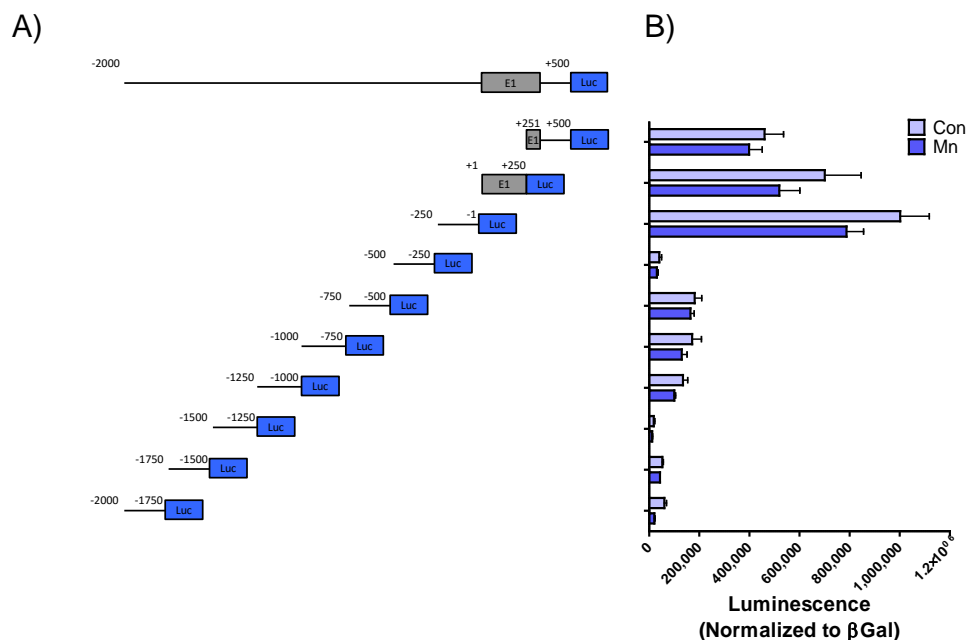 A)
B)
-2000 +500
E1 Luc
+251 +500
E1 Luc
+1 +250
E1 Luc
-250 -1
Luc
-500 -250
Luc
-750 -500
Luc
-1000 -750
Luc
-1250 -1000
Luc
-1500 -1250
Luc
-1750 -1500
Luc
-2000 -1750
Luc
Con
Mn
0
200,000
400,000
600,000
800,000
1,000,000
1.2×10^06
Luminescence
(Normalized to βGal)